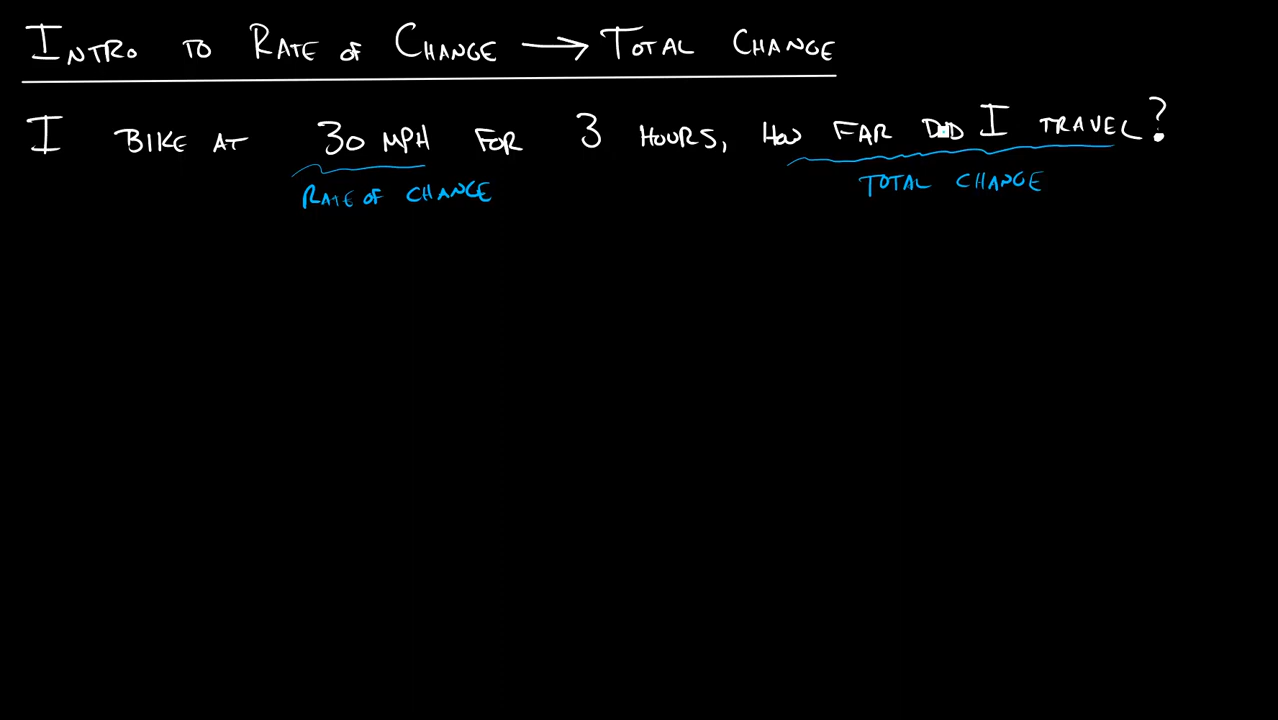 INTRO TO RATE OF CHANGE → TOTAL CHANGE
I BIKE AT 30 MPH FOR 3 HOURS, HOW FAR DID I TRAVEL?
RATE OF CHANGE TOTAL CHANGE